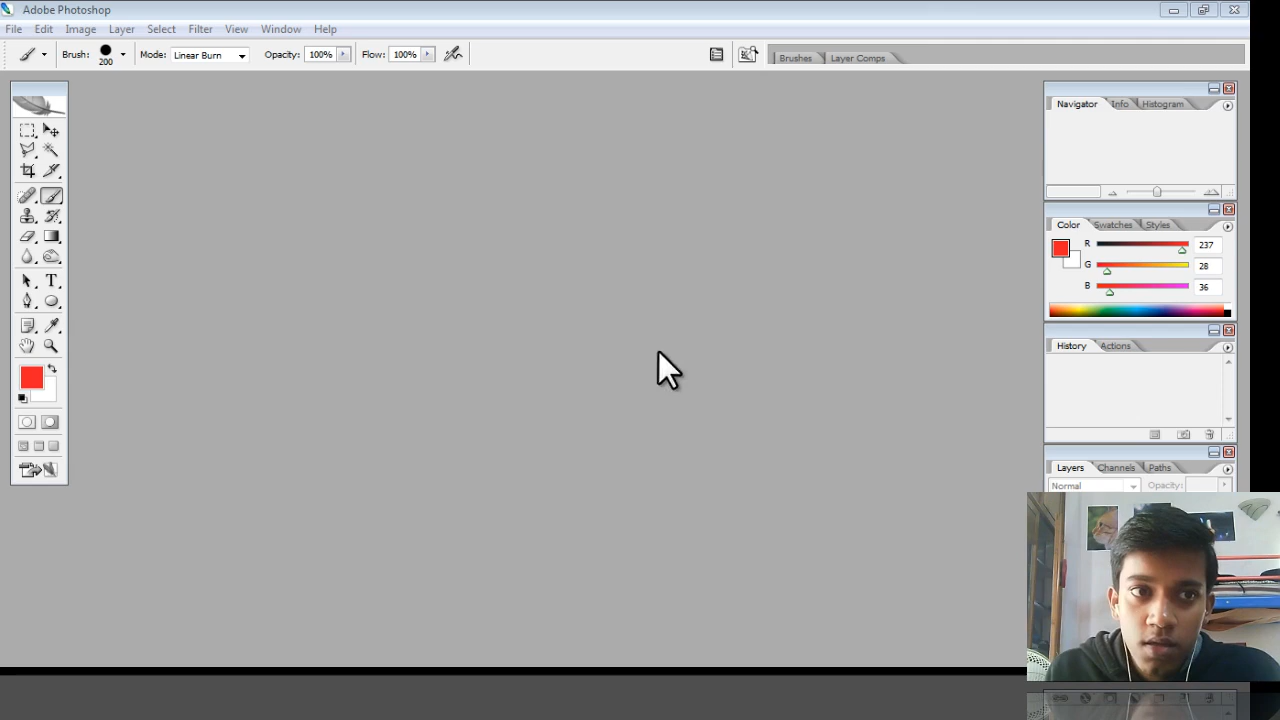 Adobe Photoshop
File Edit Image Layer Select Filter View Window Help
Brush: 200 Mode: Linear Burn Opacity: 100% Flow: 100% Brushes Layer Comps
Navigator Info Histogram
Color Swatches Styles
R 237
G 28
B 36
T
History Actions
Layers Channels Paths
Normal Opacity: